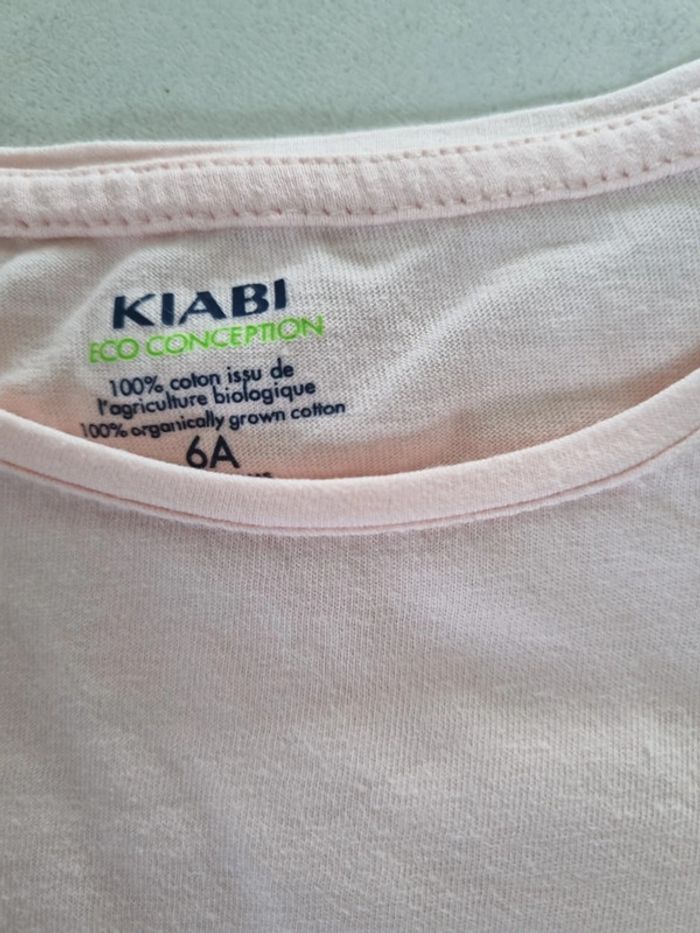 KIABI
ECO CONCEPTION
100% coton issu de
l'agriculture biologique
100% organically grown cotton
6A